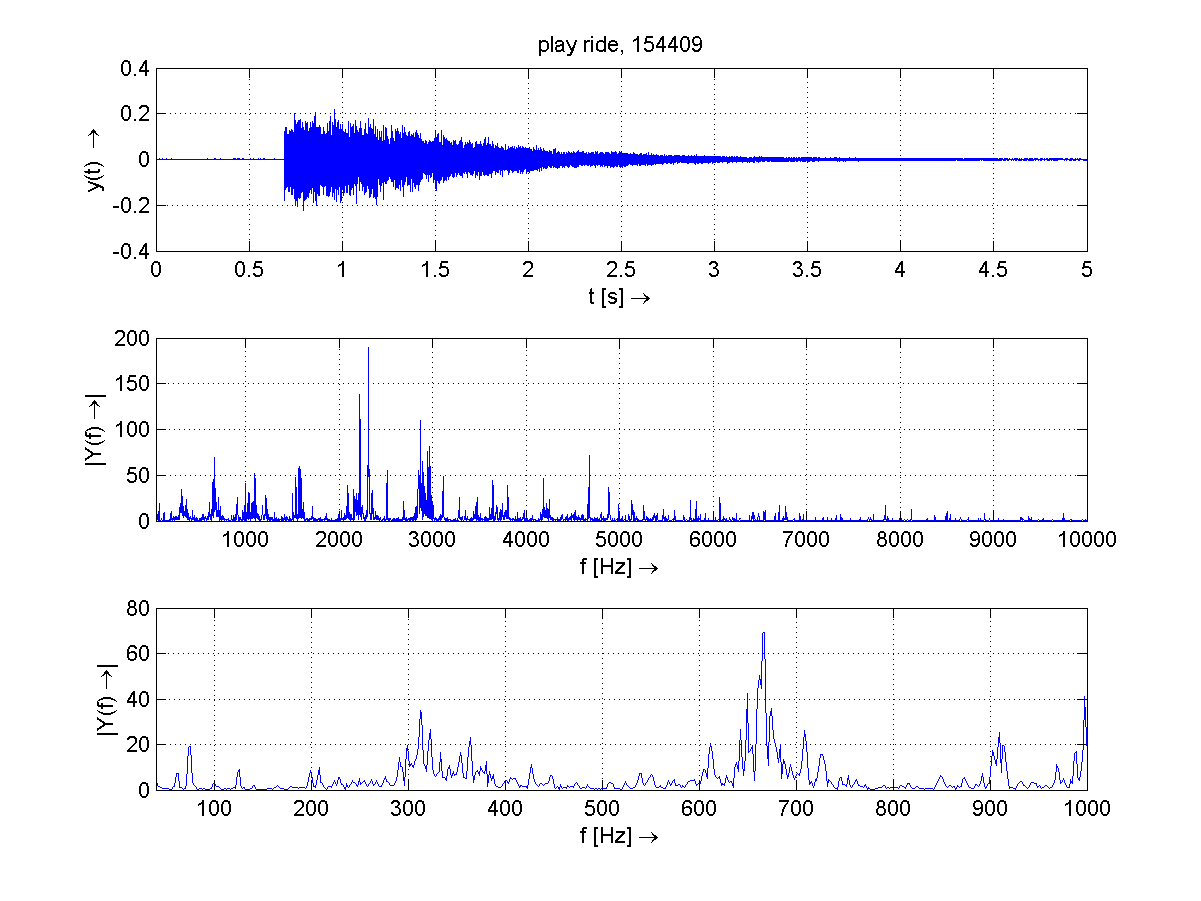 play ride, 154409
0.4
0.2
0
-0.2
-0.4
y(t) →
0 0.5 1 1.5 2 2.5 3 3.5 4 4.5 5
t [s] →
200
150
100
50
0
|Y(f) →|
1000 2000 3000 4000 5000 6000 7000 8000 9000 10000
f [Hz] →
80
60
40
20
0
|Y(f) →|
100 200 300 400 500 600 700 800 900 1000
f [Hz] →